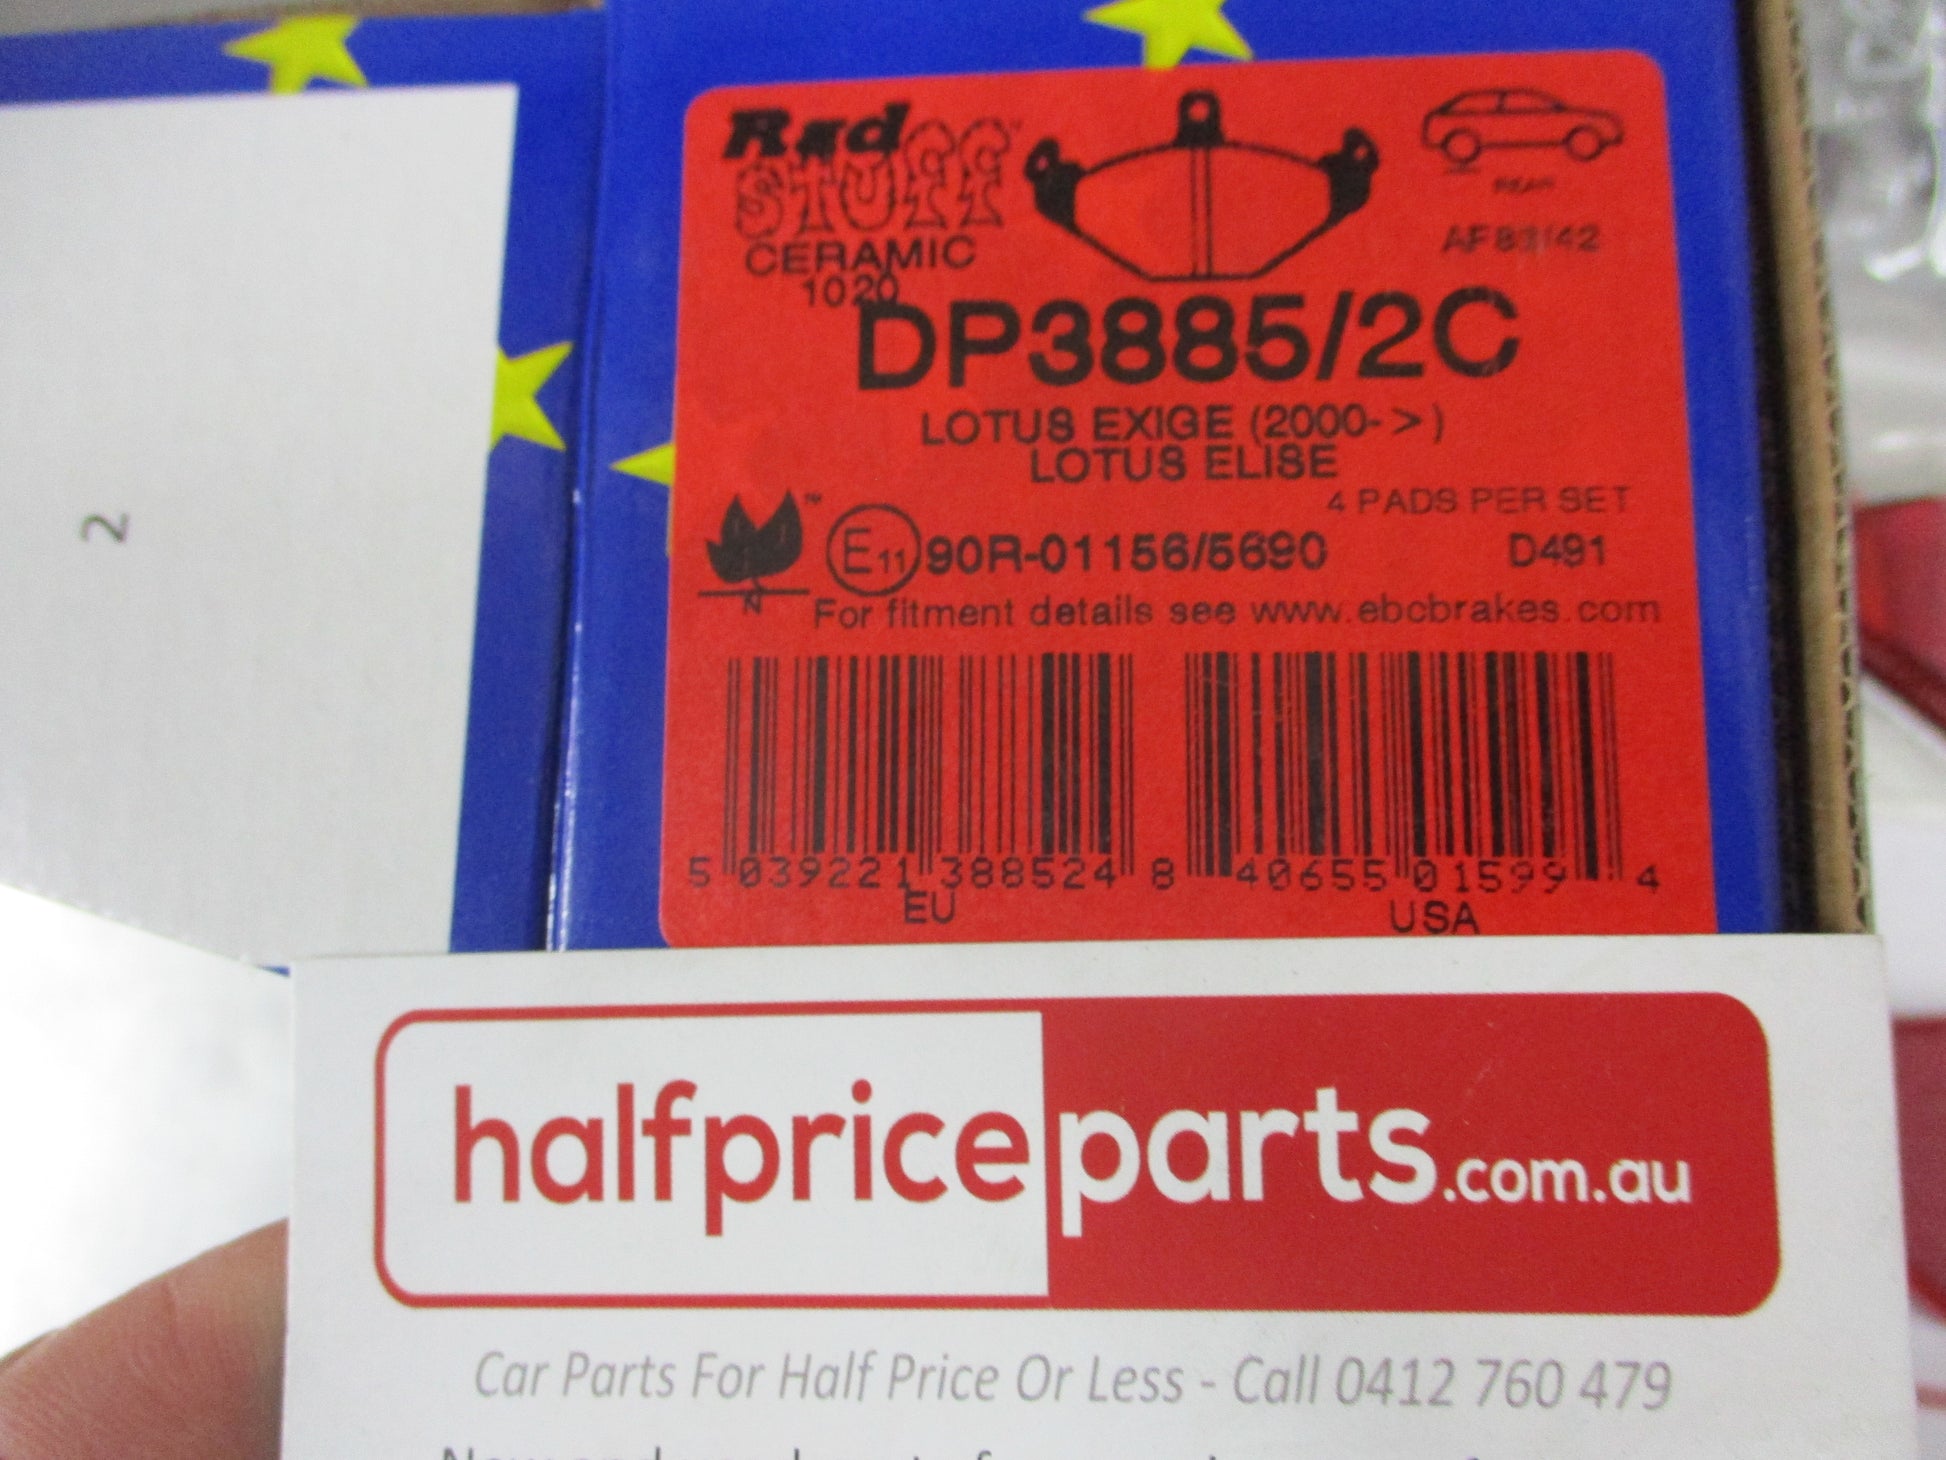 2
Red
STUFF
CERAMIC
1020
REAR
DP3885/2C
LOTUS EXIGE (2000->)
LOTUS ELISE
4 PADS PER SET
™
E11 90R-01156/5690
D491
N
For fitment details see www.ebcbrakes.com
5 039221 388524
8 40655 01599 4
EU
USA
halfpriceparts.com.au
Car Parts For Half Price Or Less - Call 0412 760 479